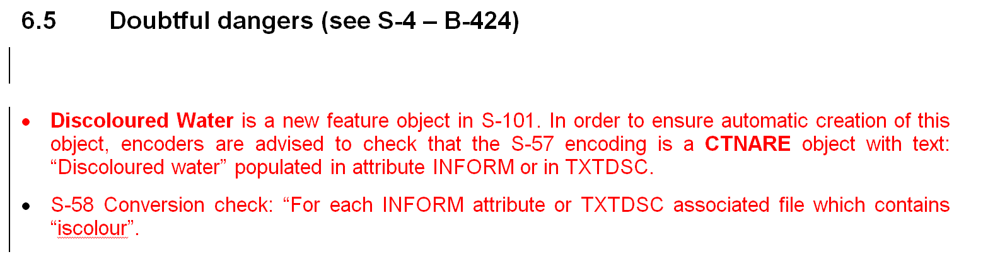 6.5 Doubtful dangers (see S-4 – B-424)
• Discoloured Water is a new feature object in S-101. In order to ensure automatic creation of this
object, encoders are advised to check that the S-57 encoding is a CTNARE object with text:
“Discoloured water” populated in attribute INFORM or in TXTDSC.
• S-58 Conversion check: “For each INFORM attribute or TXTDSC associated file which contains
“iscolour”.